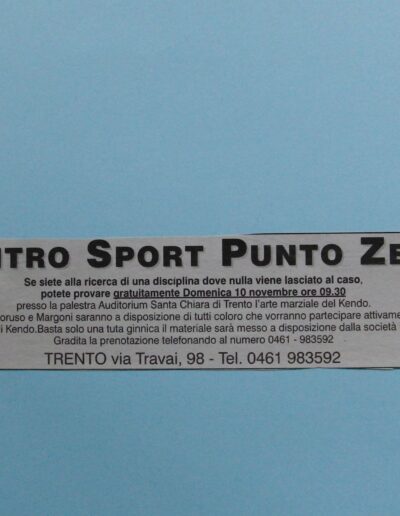 NTRO SPORT PUNTO ZE
Se siete alla ricerca di una disciplina dove nulla viene lasciato al caso,
potete provare gratuitamente Domenica 10 novembre ore 09.30
presso la palestra Auditorium Santa Chiara di Trento l'arte marziale del Kendo.
oruso e Margoni saranno a disposizione di tutti coloro che vorranno partecipare attivame
i Kendo.Basta solo una tuta ginnica il materiale sarà messo a disposizione dalla società
Gradita la prenotazione telefonando al numero 0461 - 983592
TRENTO via Travai, 98 - Tel. 0461 983592